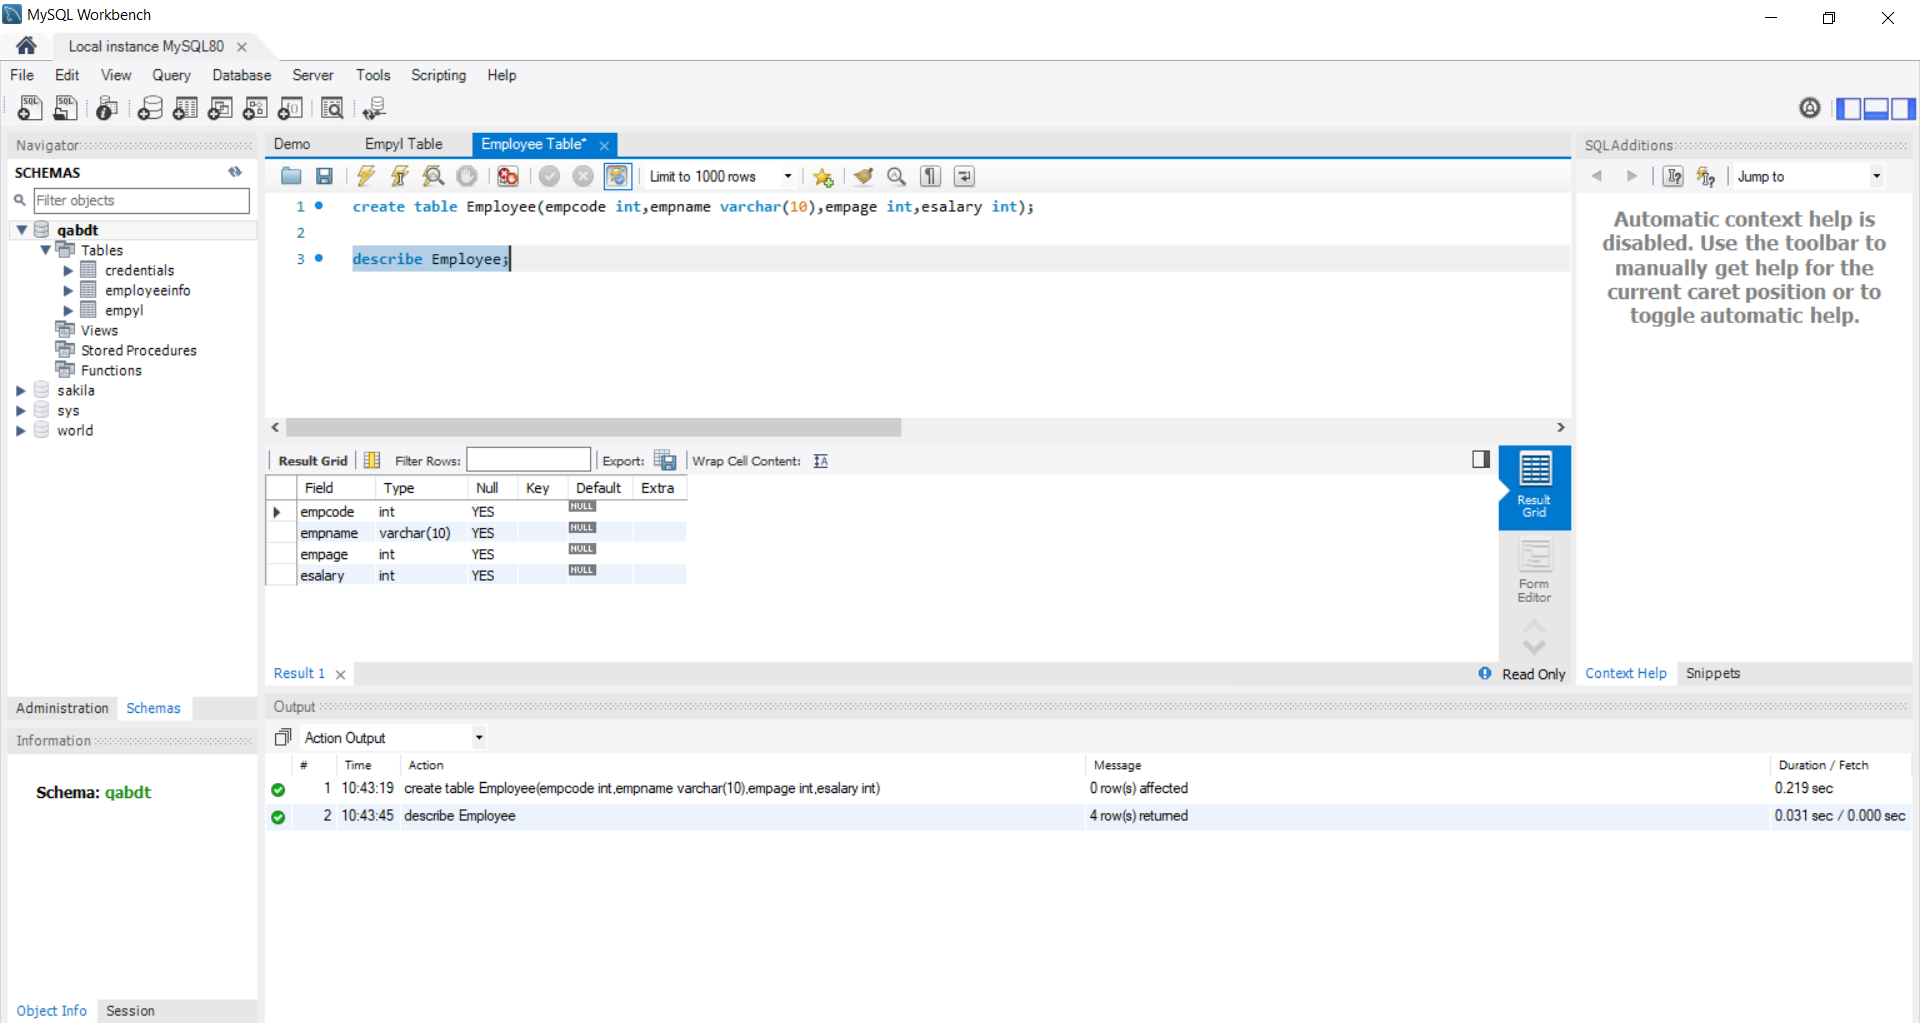 MySQL Workbench
Local instance MySQL80
File Edit View Query Database Server Tools Scripting Help
Navigator
SCHEMAS
Filter objects
qabdt
Tables
credentials
employeeinfo
empyl
Views
Stored Procedures
Functions
sakila
sys
world
Administration Schemas
Information
Schema: qabdt
Object Info Session
Demo Empyl Table Employee Table*
Limit to 1000 rows
1 create table Employee(empcode int,empname varchar(10),empage int,esalary int);
2
3 describe Employee;
Result Grid Filter Rows: Export: Wrap Cell Content:
Field Type Null Key Default Extra
empcode int YES NULL
empname varchar(10) YES NULL
empage int YES NULL
esalary int YES NULL
Result Grid
Form Editor
Result 1 Read Only
SQLAdditions
Jump to
Automatic context help is
disabled. Use the toolbar to
manually get help for the
current caret position or to
toggle automatic help.
Context Help Snippets
Output
Action Output
# Time Action Message Duration / Fetch
1 10:43:19 create table Employee(empcode int,empname varchar(10),empage int,esalary int) 0 row(s) affected 0.219 sec
2 10:43:45 describe Employee 4 row(s) returned 0.031 sec / 0.000 sec